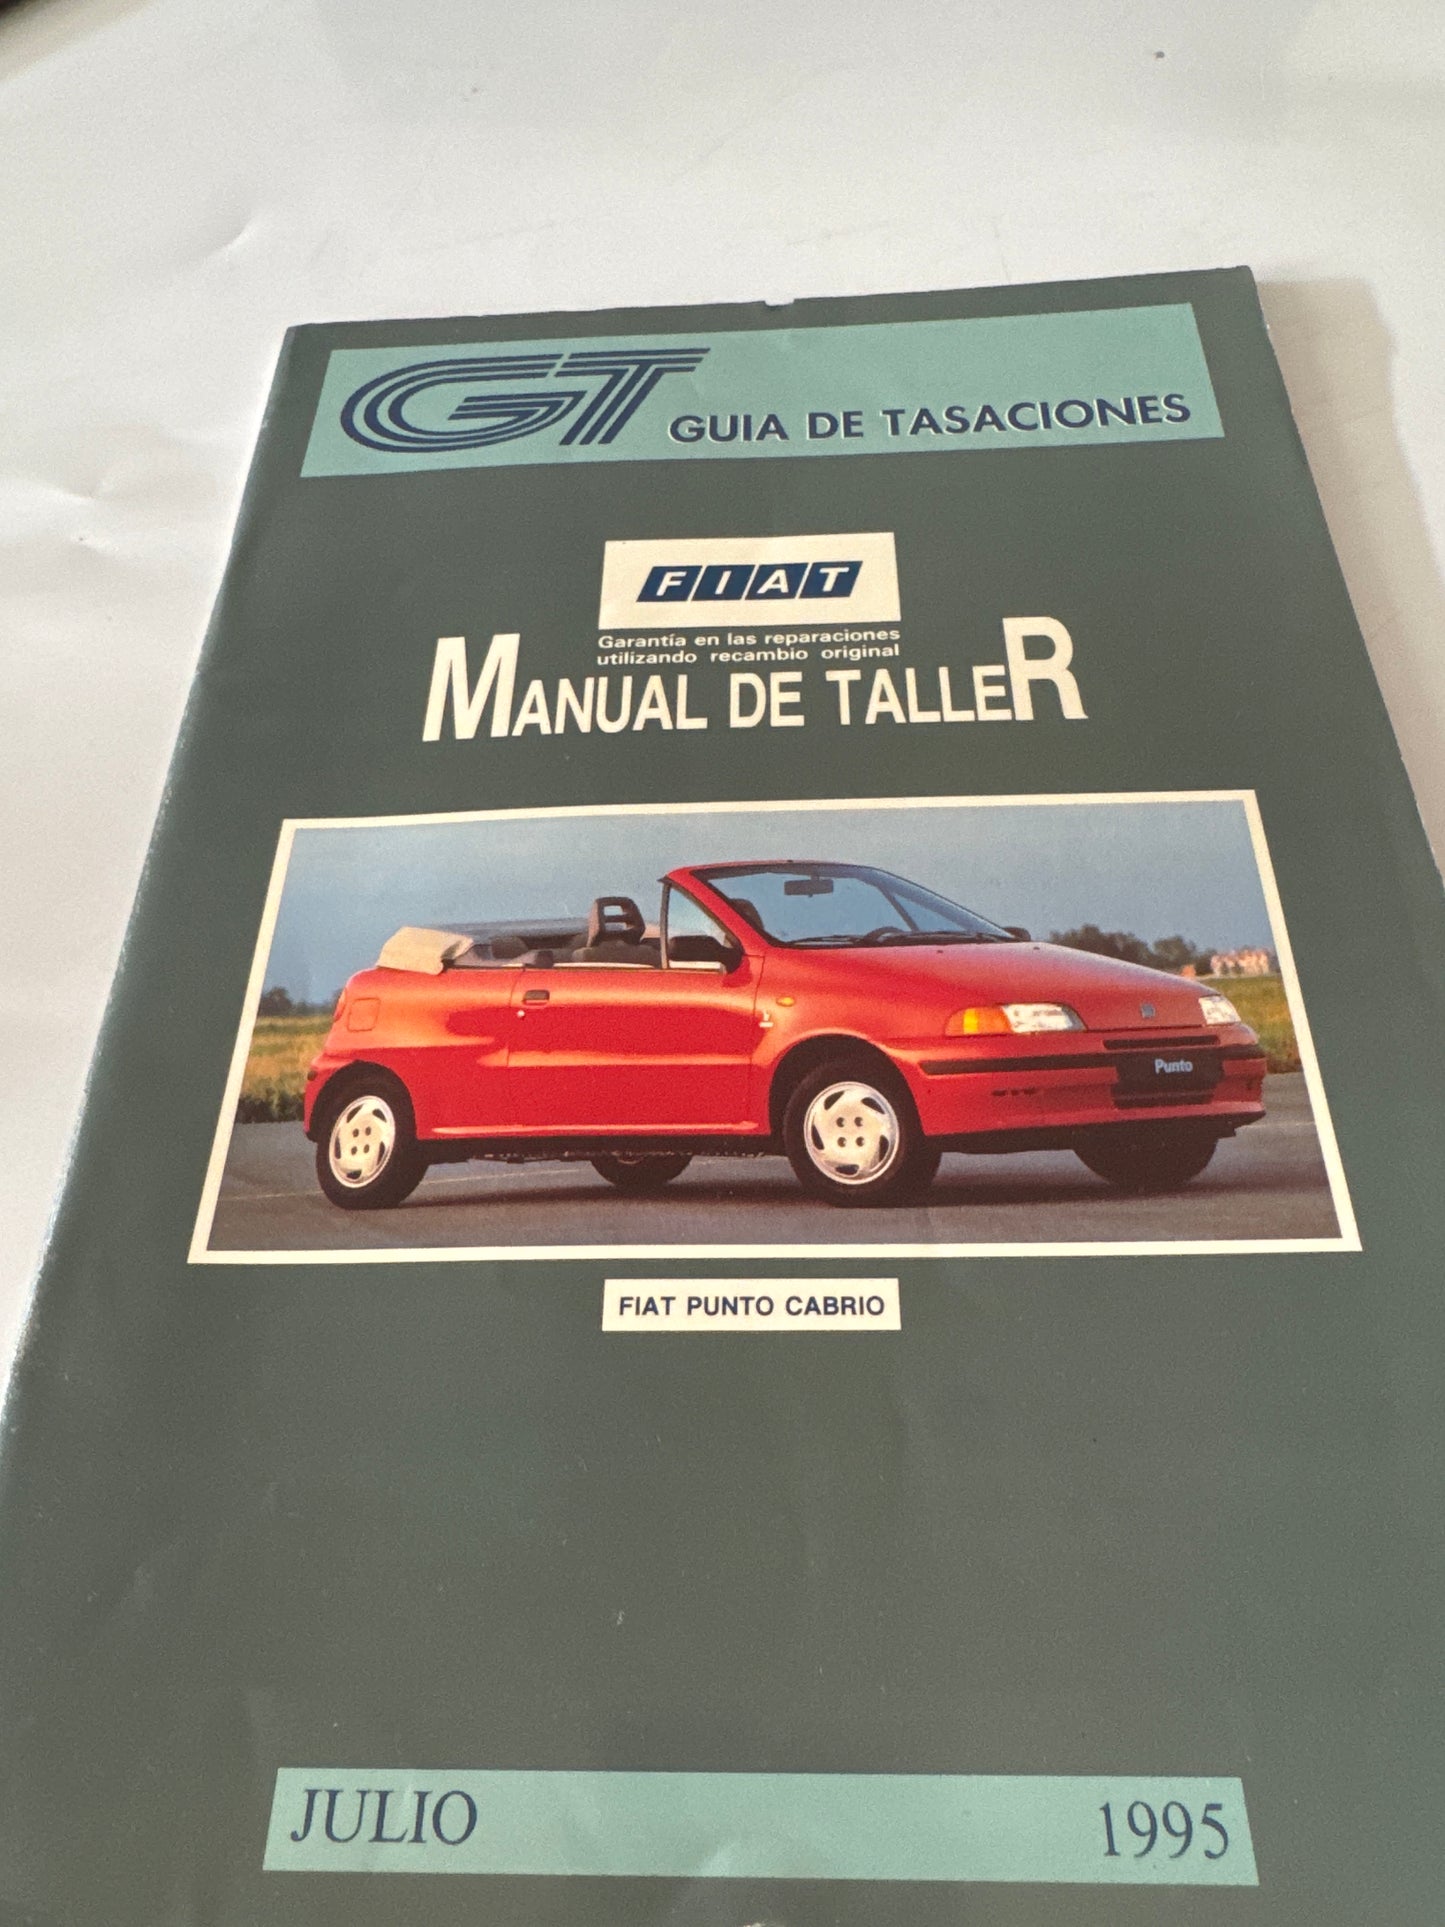 GT GUIA DE TASACIONES
FIAT
Garantía en las reparaciones
utilizando recambio original
MANUAL DE TALLER
Punto
FIAT PUNTO CABRIO
JULIO 1995